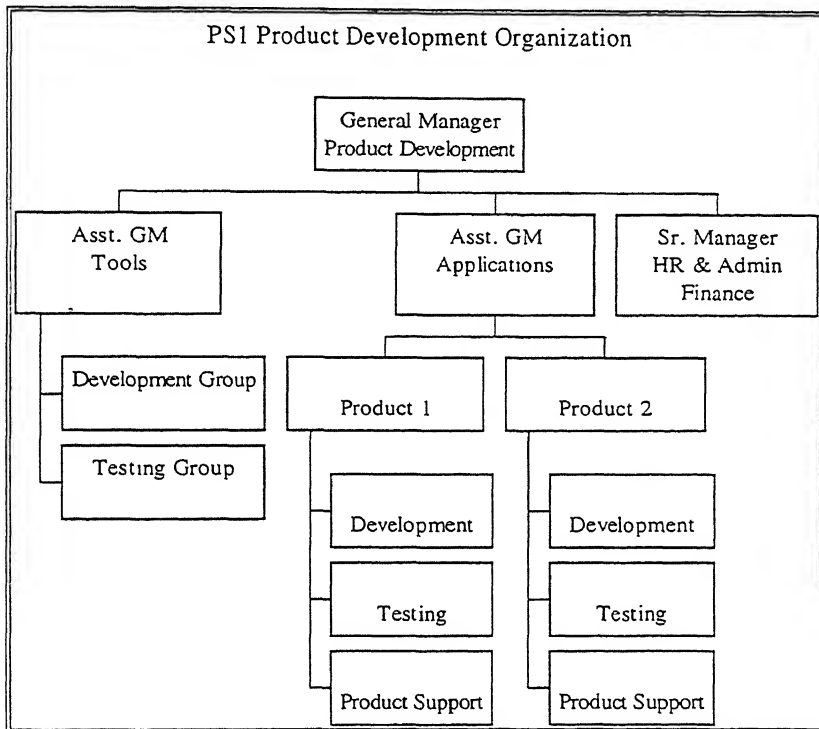 PS1 Product Development Organization
General Manager
Product Development
Asst. GM
Tools
Asst. GM
Applications
Sr. Manager
HR & Admin
Finance
Development Group
Testing Group
Product 1
Product 2
Development
Testing
Product Support
Development
Testing
Product Support